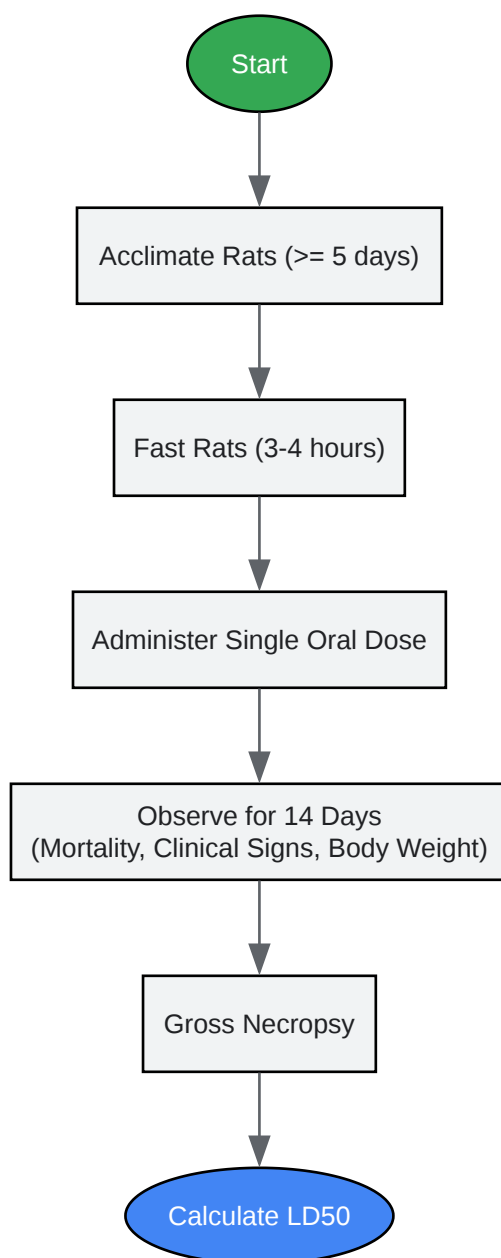 Start
Acclimate Rats (>= 5 days)
Fast Rats (3-4 hours)
Administer Single Oral Dose
Observe for 14 Days
(Mortality, Clinical Signs, Body Weight)
Gross Necropsy
Calculate LD50